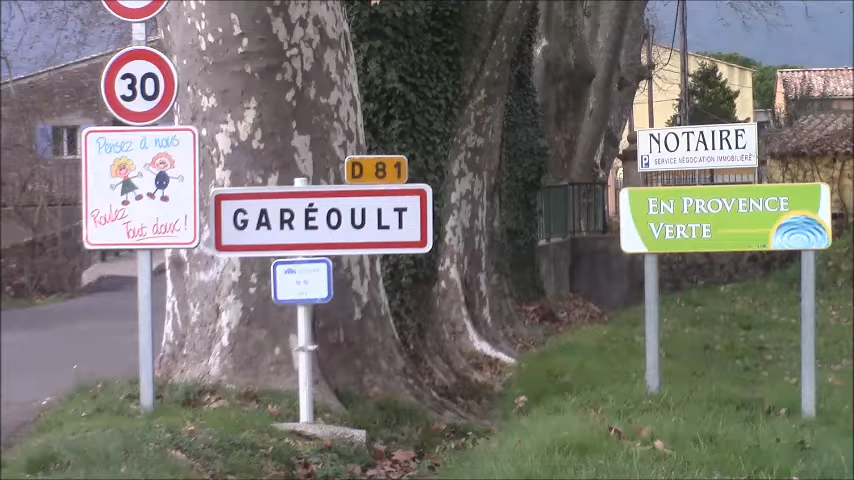 30
Pensez à nous
Roulez
Tout doux!
D 81
GARÉOULT
NOTAIRE
SERVICE NÉGOCIATION IMMOBILIÈRE
EN PROVENCE
VERTE